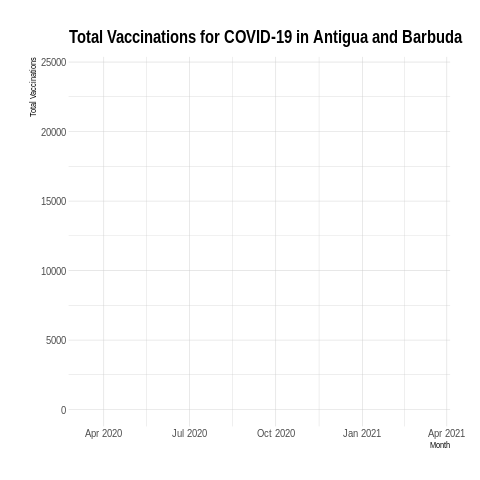 Total Vaccinations for COVID-19 in Antigua and Barbuda
Total Vaccinations
25000
20000
15000
10000
5000
0
Apr 2020 Jul 2020 Oct 2020 Jan 2021 Apr 2021
Month